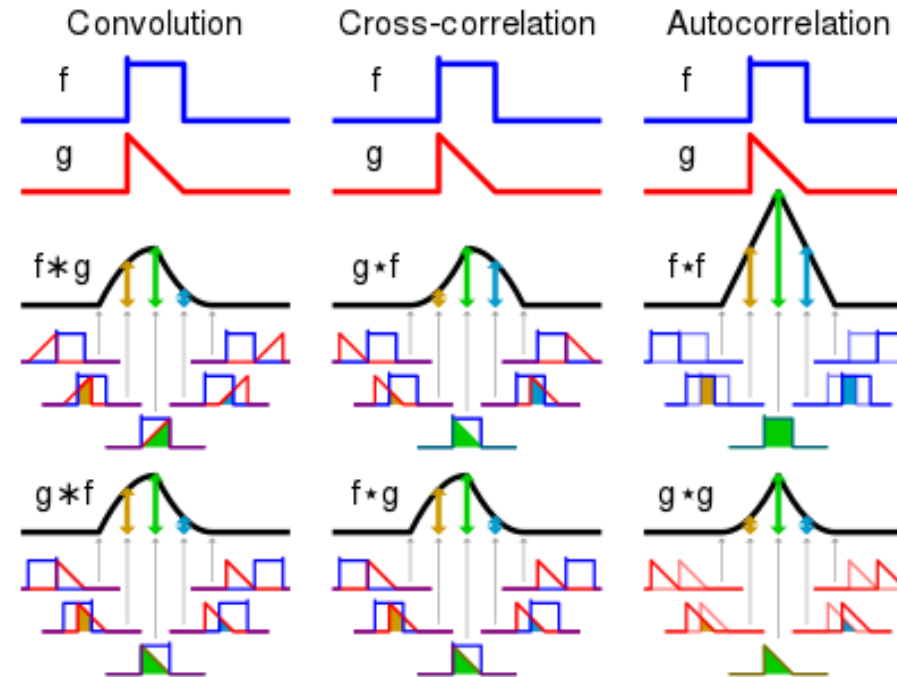 Convolution Cross-correlation Autocorrelation
f f f
g g g
f∗g g⋆f f⋆f
g∗f f⋆g g⋆g